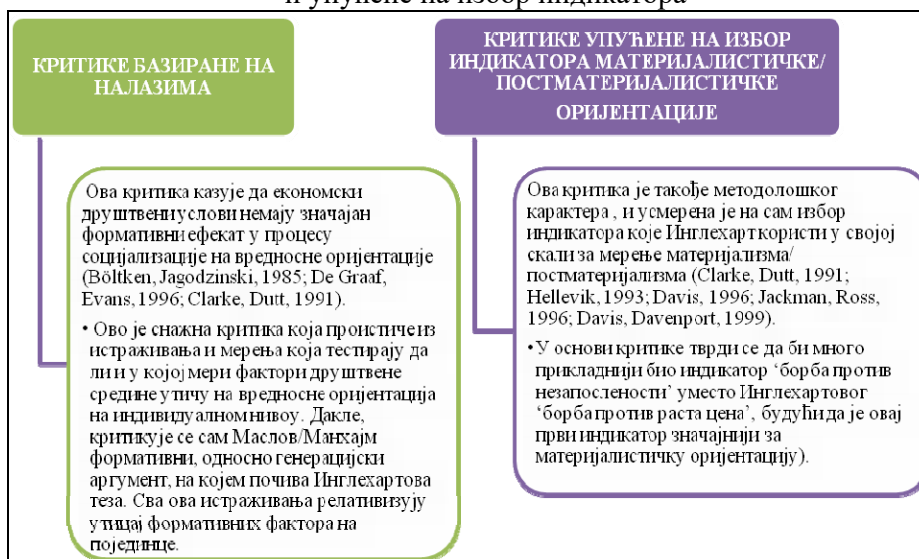 и упућене на избор индикатора
КРИТИКЕ БАЗИРАНЕ НА
НАЛАЗИМА
Ова критика казује да економски
друштвени услови немају значајан
формативни ефекат у процесу
социјализације на вредносне оријентације
(Böltken, Jagodzinski, 1985; De Graaf,
Evans, 1996; Clarke, Dutt, 1991).
• Ово је снажна критика која проистиче из
истраживања и мерења која тестирају да
ли и у којој мери фактори друштвене
средине утичу на вредносне оријентација
на индивидуалном нивоу. Дакле,
критикује се сам Маслов/Манхајм
формативни, односно генерацијски
аргумент, на којем почива Инглехартова
теза. Сва ова истраживања релативизују
утицај формативних фактора на
појединце.
КРИТИКЕ УПУЋЕНЕ НА ИЗБОР
ИНДИКАТОРА МАТЕРИЈАЛИСТИЧКЕ/
ПОСТМАТЕРИЈАЛИСТИЧКЕ
ОРИЈЕНТАЦИЈЕ
Ова критика је такође методолошког
карактера , и усмерена је на сам избор
индикатора које Инглехарт користи у својој
скали за мерење материјализма/
постматеријализма (Clarke, Dutt, 1991;
Hellevik, 1993; Davis, 1996; Jackman, Ross,
1996; Davis, Davenport, 1999).
• У основи критике тврди се да би много
прикладнији био индикатор ‘борба против
незапослености’ уместо Инглехартовог
‘борба против раста цена’, будући да је овај
први индикатор значајнији за
материјалистичку оријентацију).